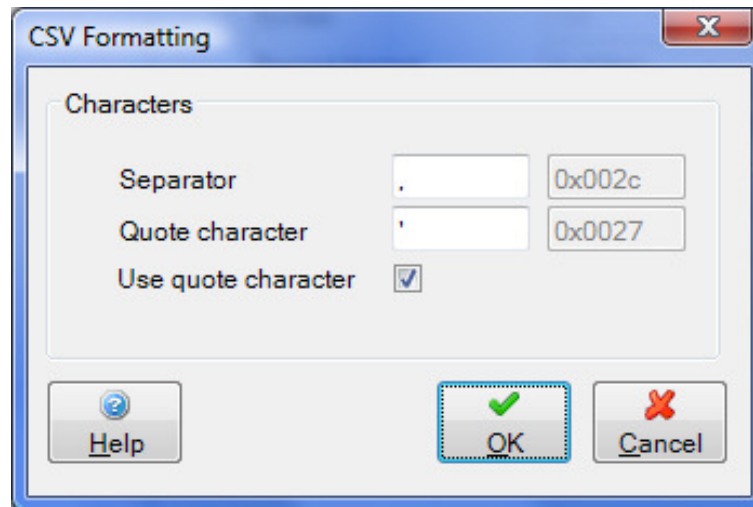 CSV Formatting
Characters
Separator , 0x002c
Quote character ' 0x0027
Use quote character
Help OK Cancel